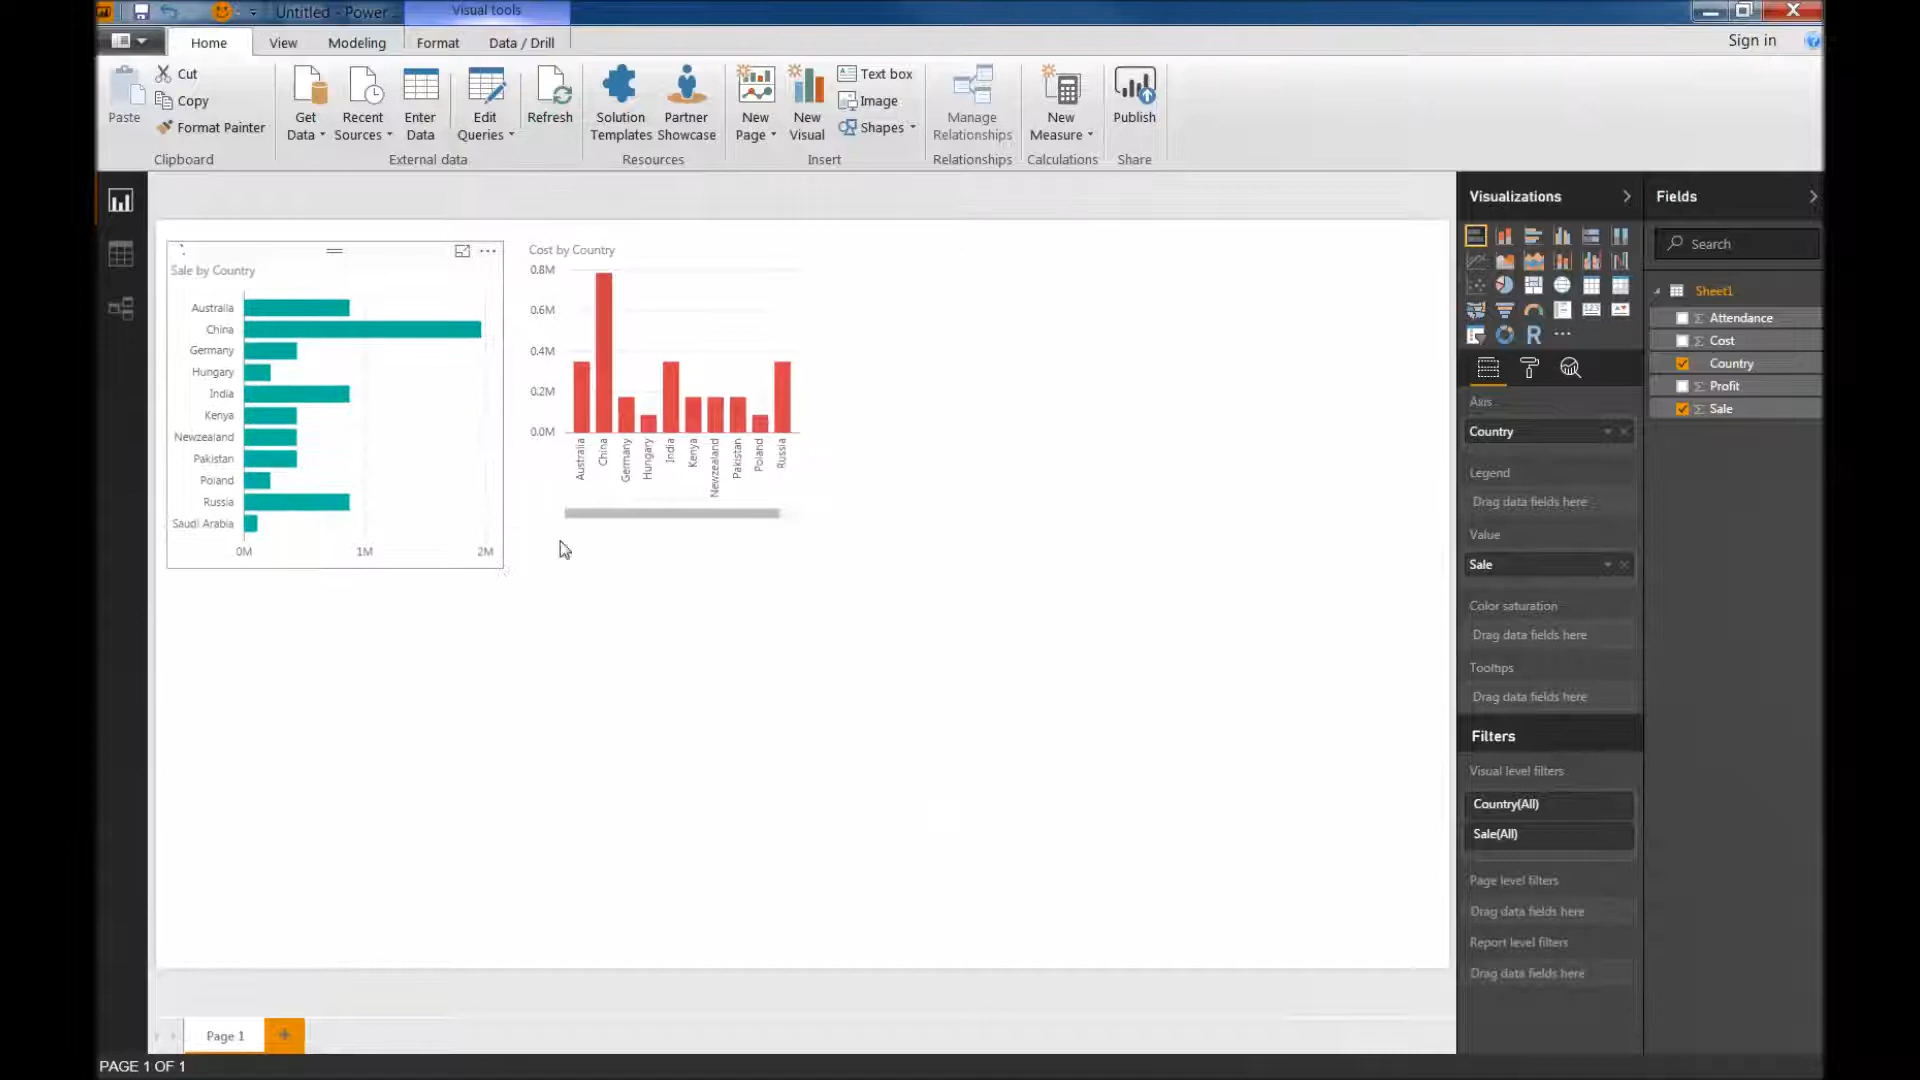 Untitled - Power
Visual tools
Home
View
Modeling
Format
Data / Drill
Sign in
Paste
Cut
Copy
Format Painter
Clipboard
Get Data
Recent Sources
Enter Data
Edit Queries
Refresh
External data
Solution Templates
Partner Showcase
Resources
New Page
New Visual
Text box
Image
Shapes
Insert
Manage Relationships
Relationships
New Measure
Calculations
Publish
Share
Sale by Country
Australia
China
Germany
Hungary
India
Kenya
Newzealand
Pakistan
Poland
Russia
Saudi Arabia
0M
1M
2M
Cost by Country
0.8M
0.6M
0.4M
0.2M
0.0M
Australia
China
Germany
Hungary
India
Kenya
Newzealand
Pakistan
Poland
Russia
Visualizations
R
Axis
Country
Legend
Drag data fields here
Value
Sale
Color saturation
Drag data fields here
Tooltips
Drag data fields here
Filters
Visual level filters
Country(All)
Sale(All)
Page level filters
Drag data fields here
Report level filters
Drag data fields here
Fields
Search
Sheet1
Σ Attendance
Σ Cost
Country
Σ Profit
Σ Sale
Page 1
PAGE 1 OF 1